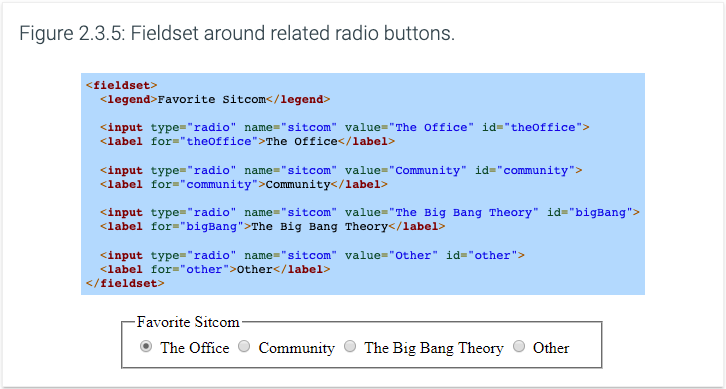 Figure 2.3.5: Fieldset around related radio buttons.
<fieldset>
<legend>Favorite Sitcom</legend>
<input type="radio" name="sitcom" value="The Office" id="theOffice">
<label for="theOffice">The Office</label>
<input type="radio" name="sitcom" value="Community" id="community">
<label for="community">Community</label>
<input type="radio" name="sitcom" value="The Big Bang Theory" id="bigBang">
<label for="bigBang">The Big Bang Theory</label>
<input type="radio" name="sitcom" value="Other" id="other">
<label for="other">Other</label>
</fieldset>
Favorite Sitcom
The Office Community The Big Bang Theory Other